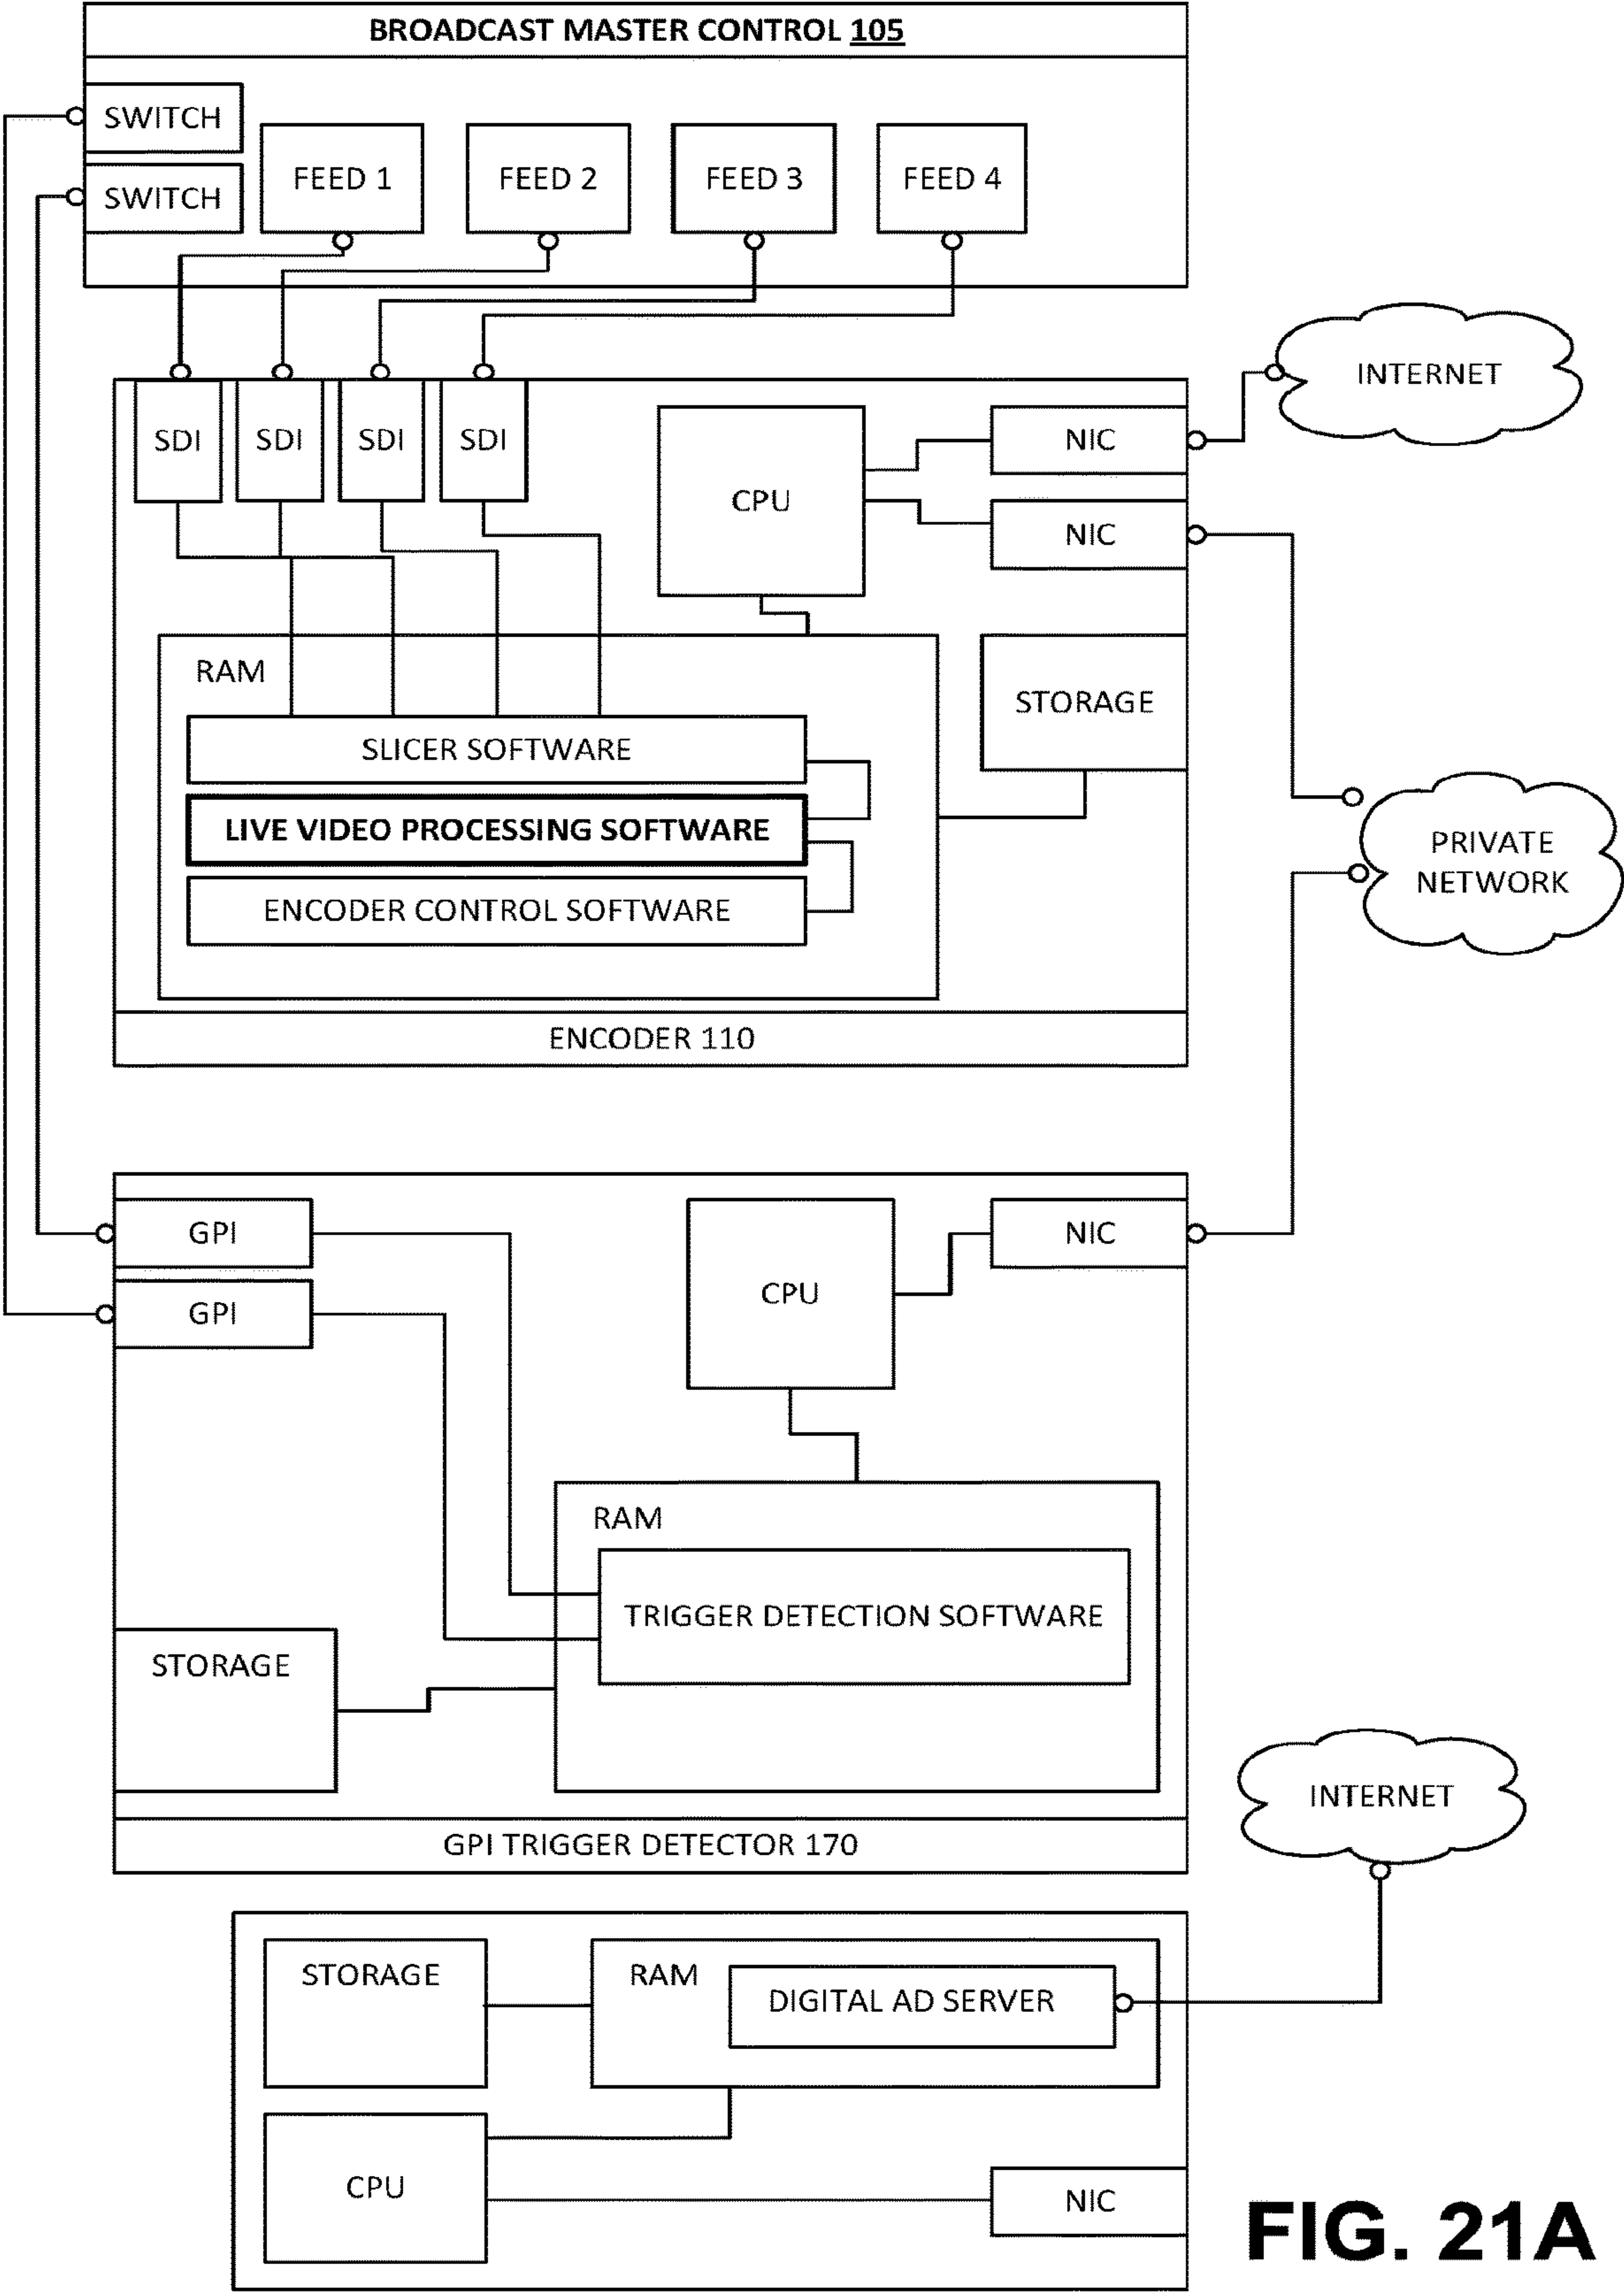 BROADCAST MASTER CONTROL 105
SWITCH
SWITCH
FEED 1
FEED 2
FEED 3
FEED 4
INTERNET
SDI
SDI
SDI
SDI
CPU
NIC
NIC
RAM
STORAGE
SLICER SOFTWARE
LIVE VIDEO PROCESSING SOFTWARE
ENCODER CONTROL SOFTWARE
PRIVATE
NETWORK
ENCODER 110
GPI
GPI
CPU
NIC
RAM
TRIGGER DETECTION SOFTWARE
STORAGE
GPI TRIGGER DETECTOR 170
INTERNET
STORAGE
RAM
DIGITAL AD SERVER
CPU
NIC
FIG. 21A